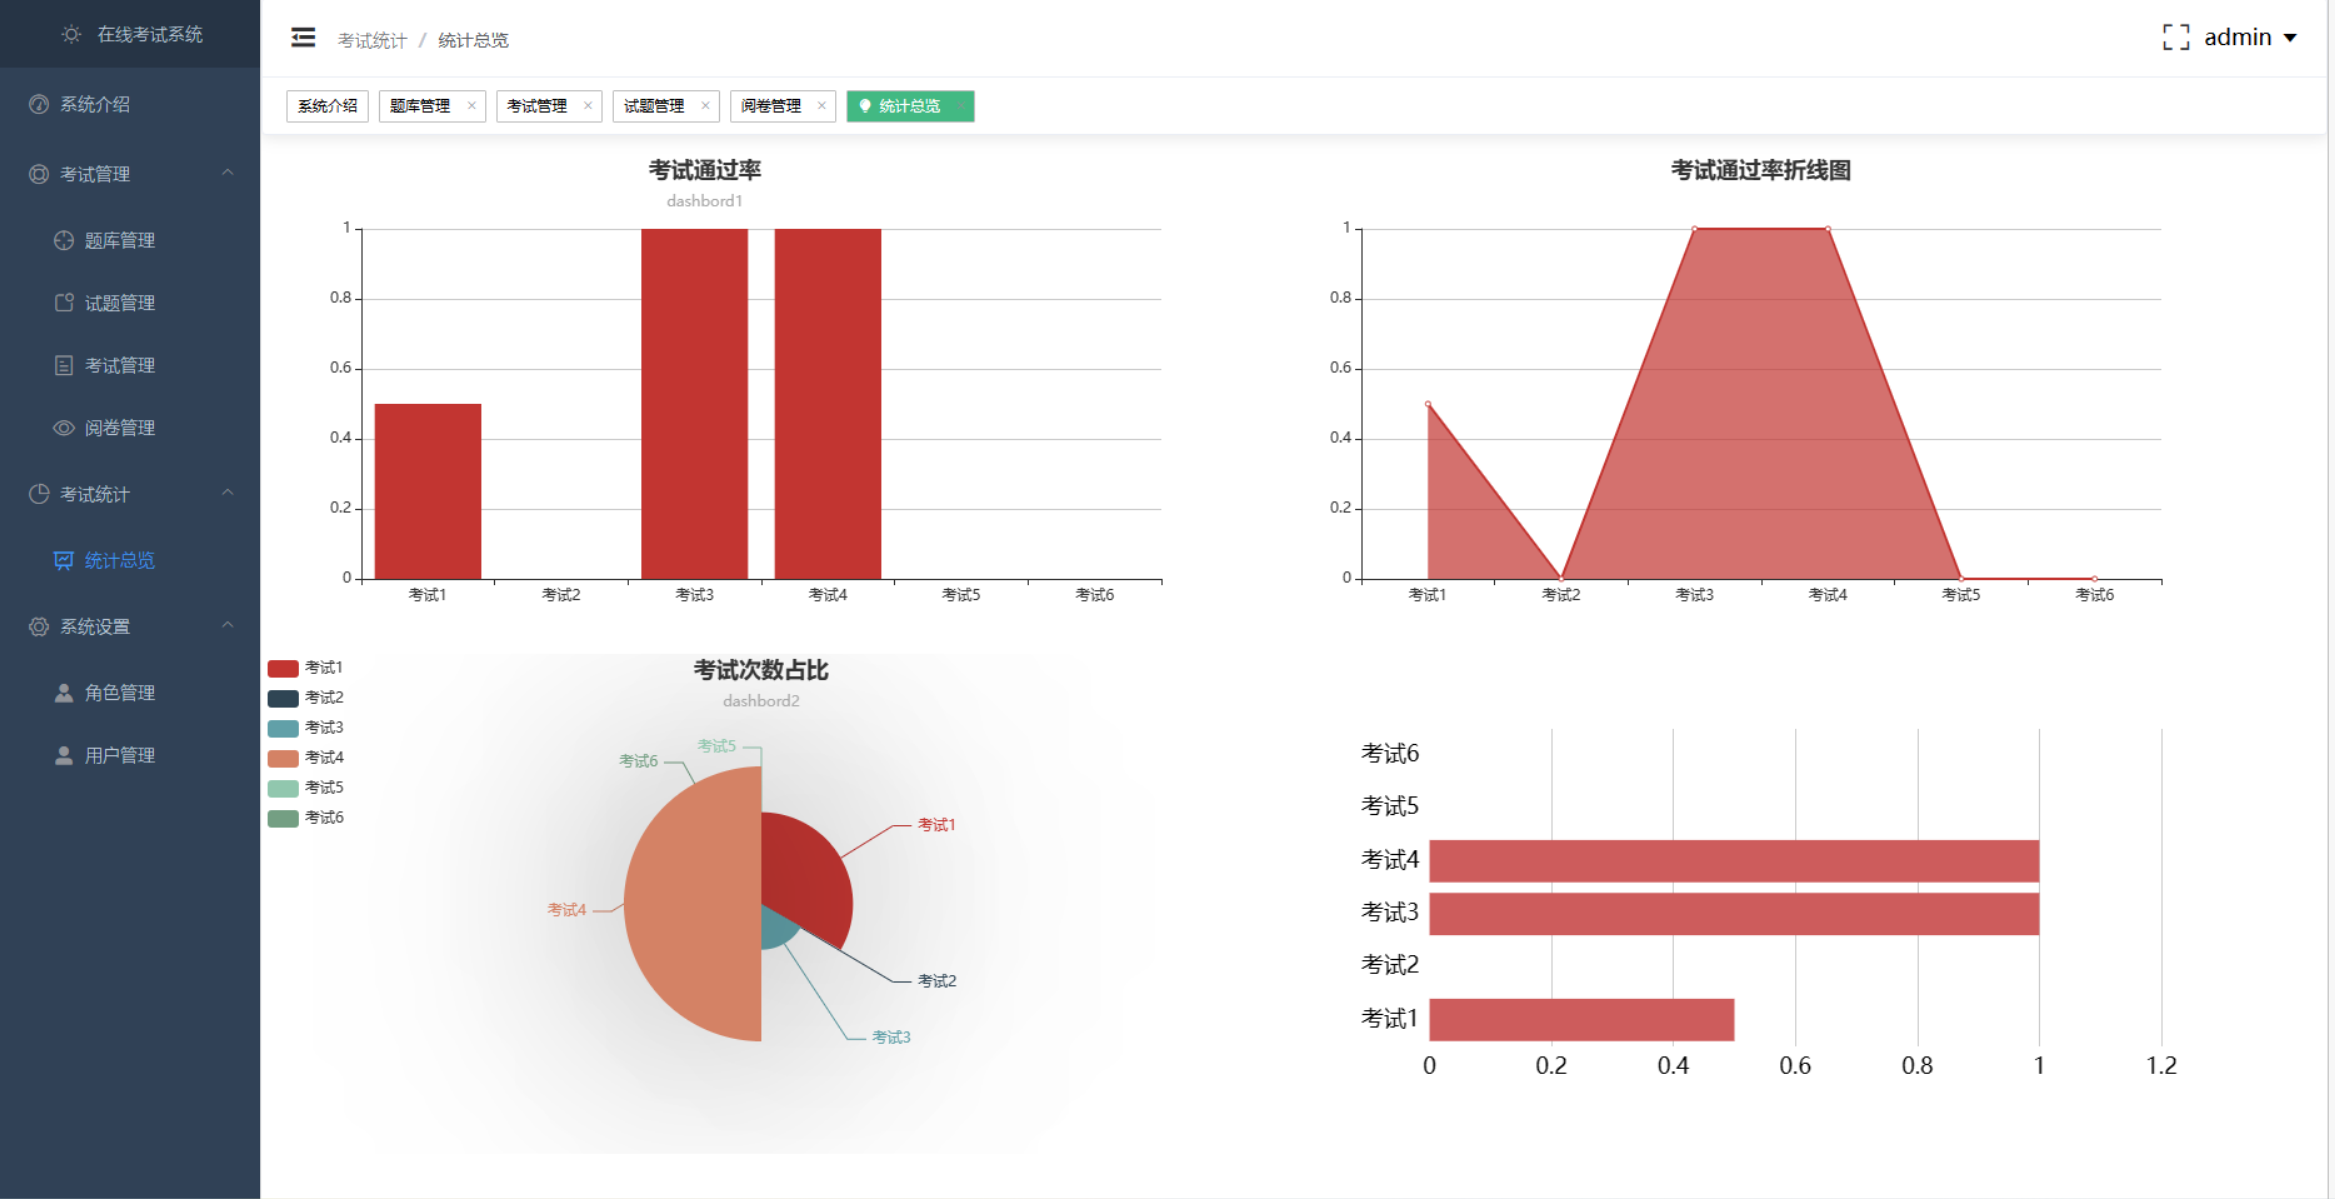 在线考试系统
系统介绍
考试管理
题库管理
试题管理
考试管理
阅卷管理
考试统计
统计总览
系统设置
角色管理
用户管理
考试统计 / 统计总览
admin
系统介绍 题库管理 × 考试管理 × 试题管理 × 阅卷管理 × 统计总览
考试通过率
dashbord1
1
0.8
0.6
0.4
0.2
0
考试1 考试2 考试3 考试4 考试5 考试6
考试通过率折线图
1
0.8
0.6
0.4
0.2
0
考试1 考试2 考试3 考试4 考试5 考试6
考试1
考试2
考试3
考试4
考试5
考试6
考试次数占比
dashbord2
考试5
考试6
考试1
考试4
考试2
考试3
考试6
考试5
考试4
考试3
考试2
考试1
0 0.2 0.4 0.6 0.8 1 1.2